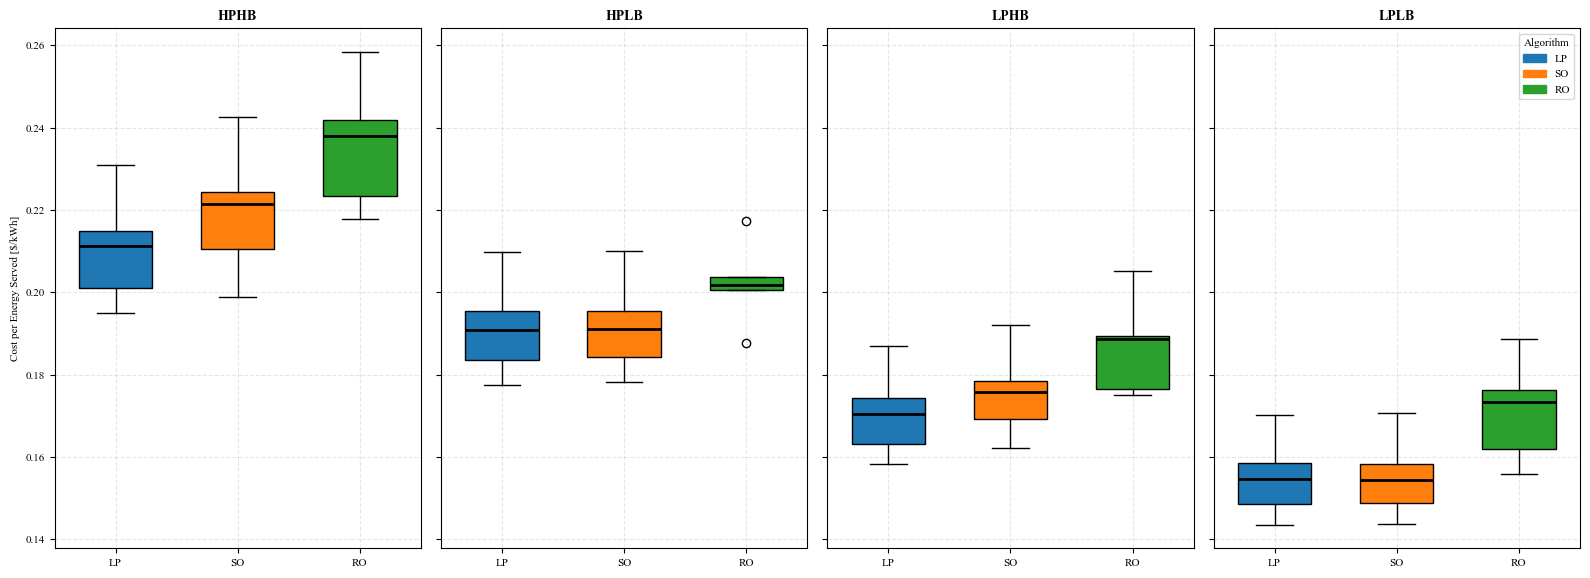 HPHB
HPLB
LPHB
LPLB
Cost per Energy Served [$/kWh]
0.26
0.24
0.22
0.20
0.18
0.16
0.14
LP
SO
RO
LP
SO
RO
LP
SO
RO
LP
SO
RO
Algorithm
LP
SO
RO